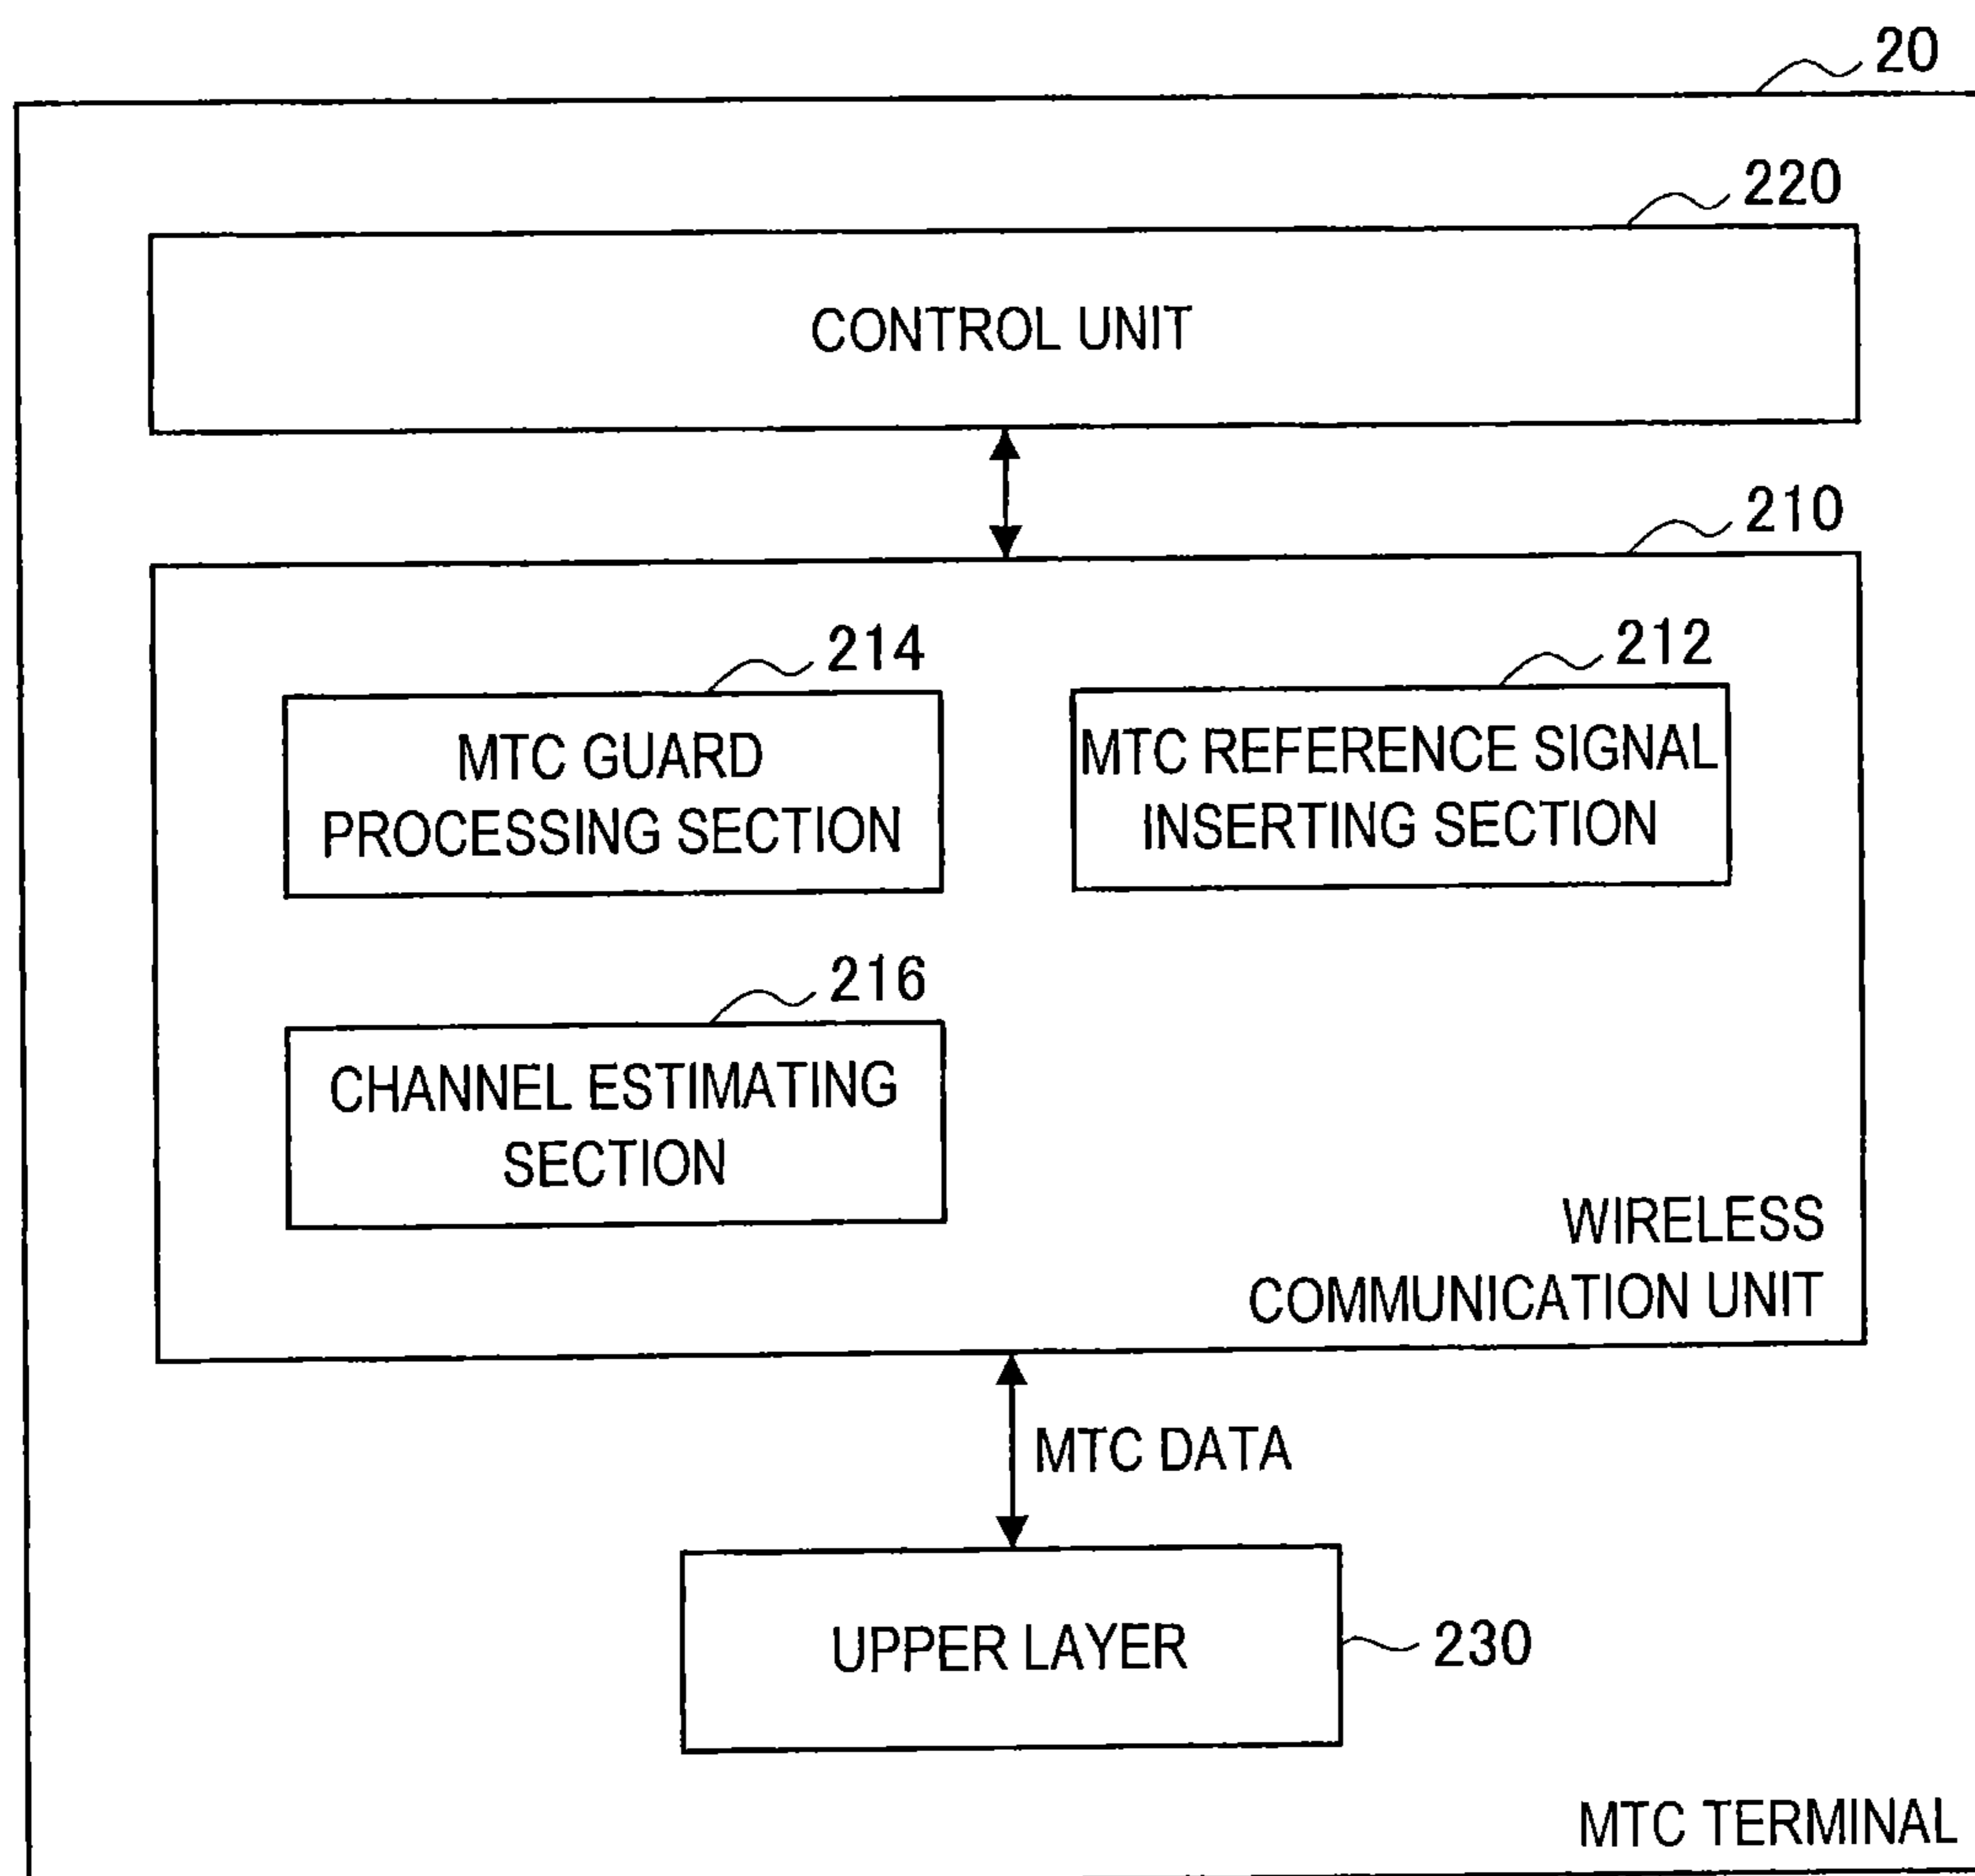 20
220
CONTROL UNIT
210
214
212
MTC GUARD
PROCESSING SECTION
MTC REFERENCE SIGNAL
INSERTING SECTION
216
CHANNEL ESTIMATING
SECTION
WIRELESS
COMMUNICATION UNIT
MTC DATA
UPPER LAYER
230
MTC TERMINAL